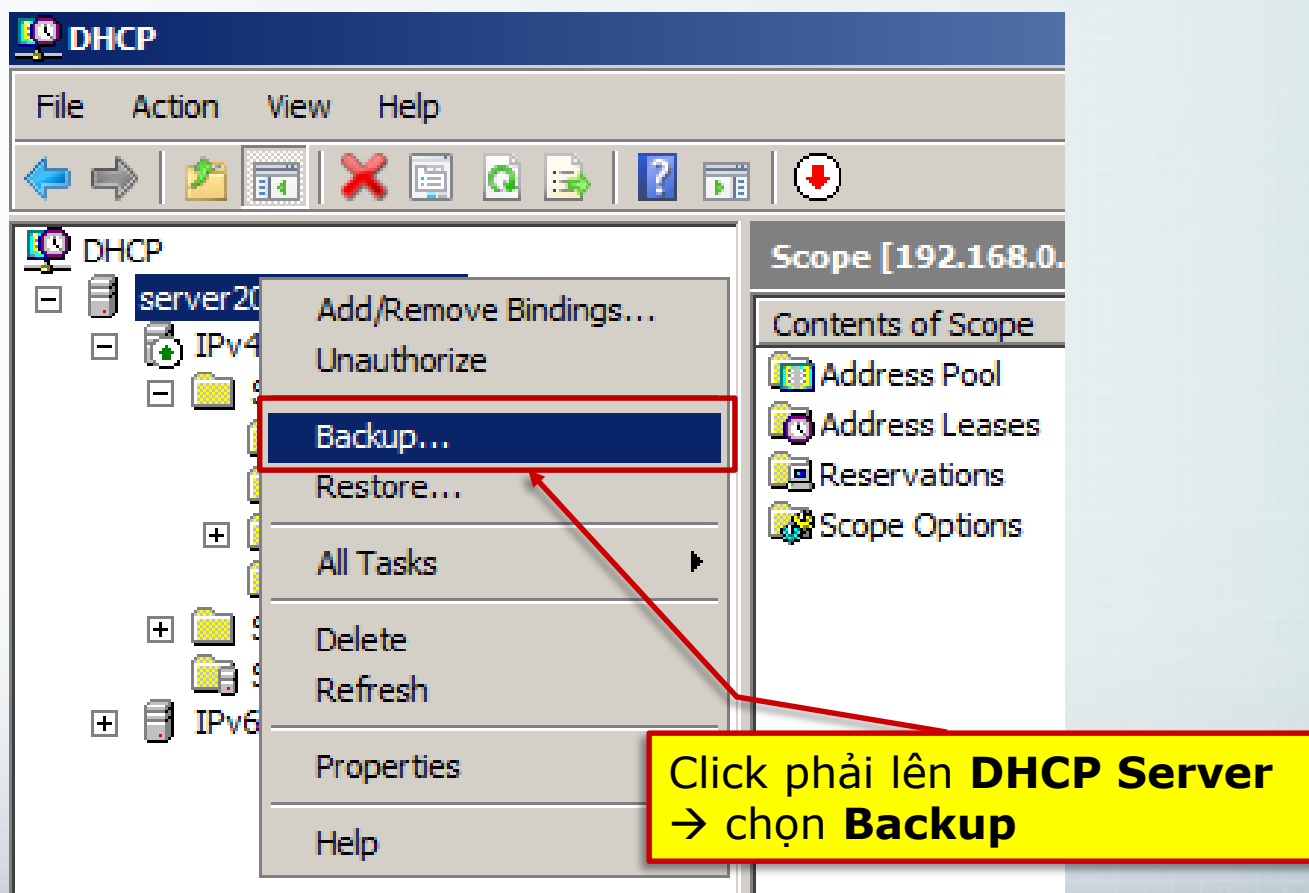 DHCP
File Action View Help
DHCP
server20
IPv4
IPv6
Add/Remove Bindings...
Unauthorize
Backup...
Restore...
All Tasks
Delete
Refresh
Properties
Help
Scope [192.168.0.
Contents of Scope
Address Pool
Address Leases
Reservations
Scope Options
Click phải lên DHCP Server
→ chọn Backup